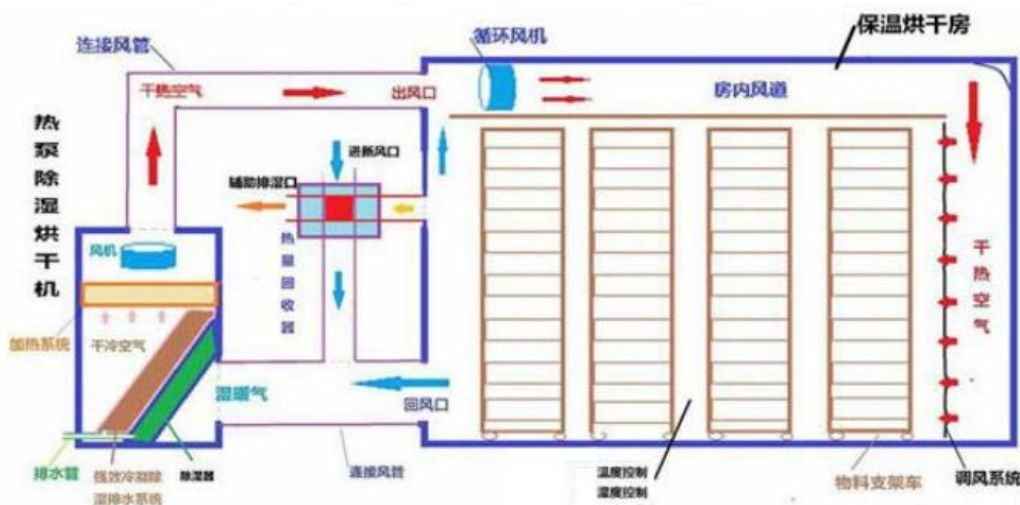 连接风管
循环风机
保温烘干房
干热空气
出风口
房内风道
热泵除湿烘干机
进新风口
辅助排湿口
热量回收器
风机
干热空气
加热系统
干冷空气
湿暖气
回风口
排水管
强效冷凝除
湿排水系统
除湿器
连接风管
温度控制
湿度控制
物料支架车
调风系统